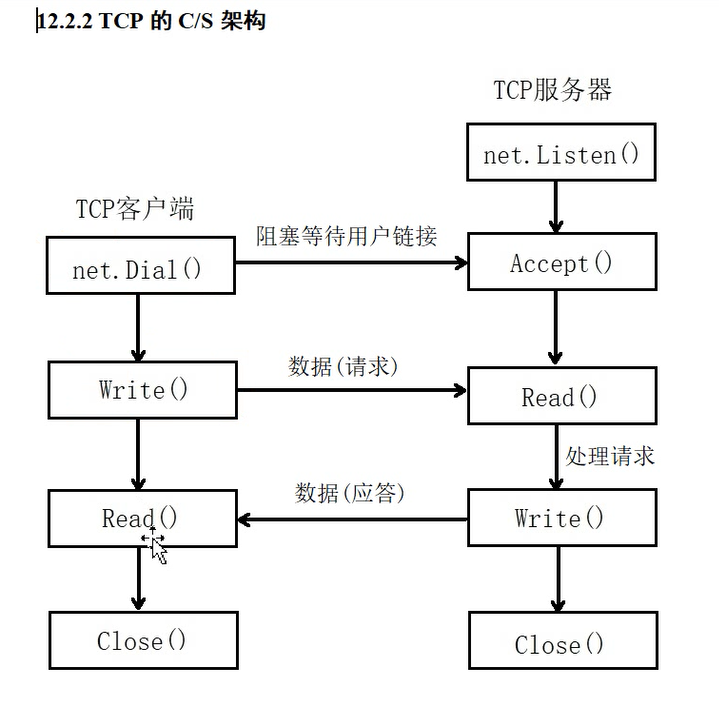 12.2.2 TCP 的 C/S 架构
TCP服务器
net.Listen()
TCP客户端
阻塞等待用户链接
net.Dial()
Accept()
数据(请求)
Write()
Read()
处理请求
数据(应答)
Read()
Write()
Close()
Close()